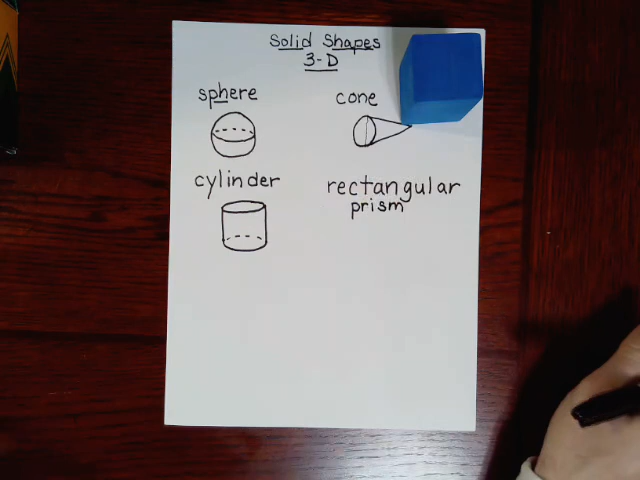 Solid Shapes
3-D
sphere
cone
cylinder
rectangular
prism